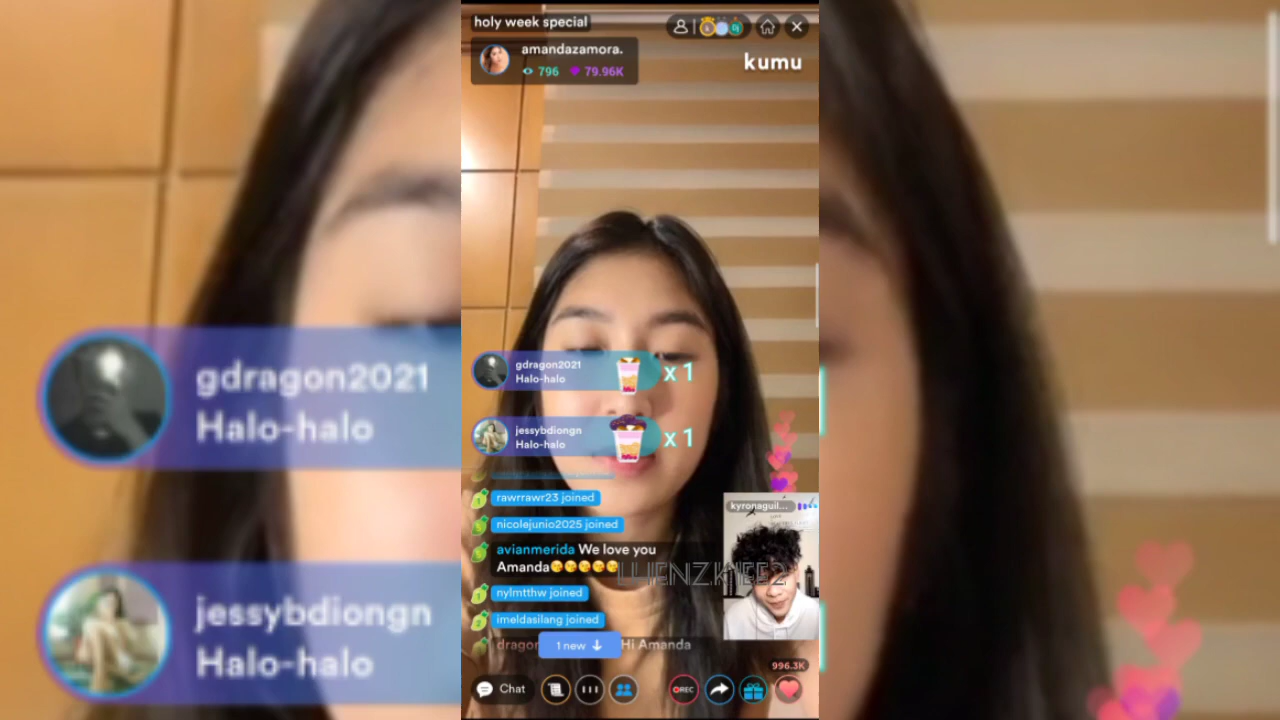 holy week special
amandazamora.
796 79.96K
kumu
gdragon2021
Halo-halo
x 1
jessybdiongn
Halo-halo
x 1
rawrrawr23 joined
nicolejunio2025 joined
avianmerida We love you
Amanda
nylmtthw joined
imeldasilang joined
dragon
Hi Amanda
1 new
kyronaguil...
996.3K
Chat
REC
gdragon2021
Halo-halo
jessybdiongn
Halo-halo